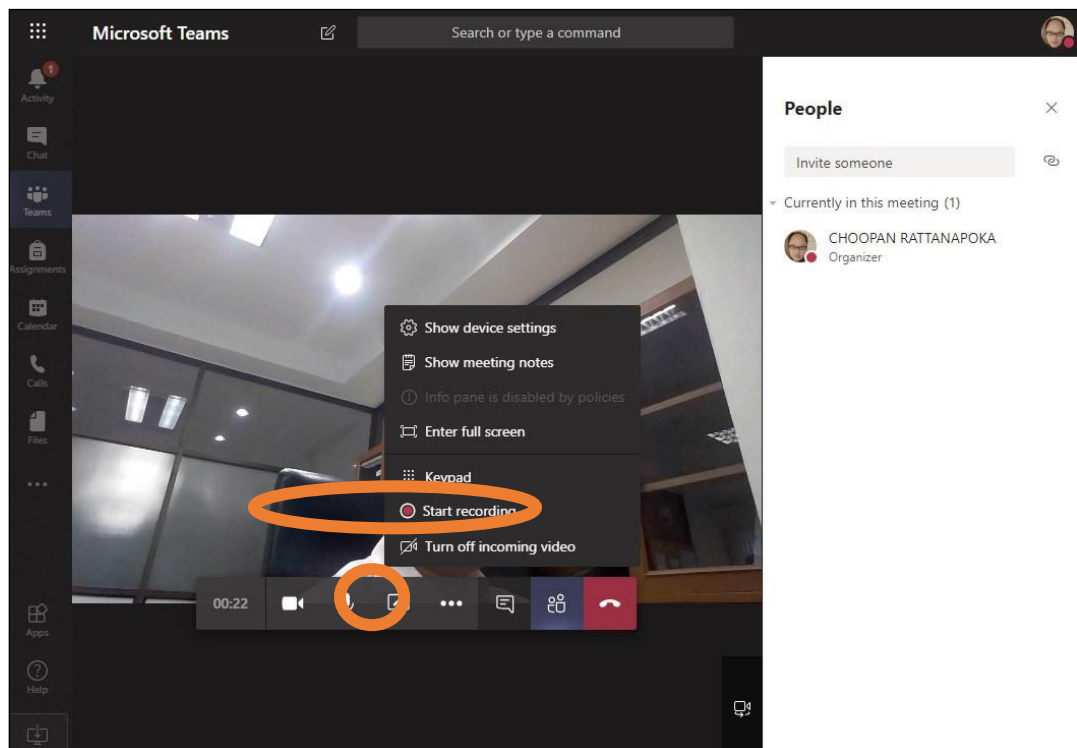 Microsoft Teams
Search or type a command
1
Activity
Chat
Teams
Assignments
Calendar
Calls
Files
Apps
Help
Show device settings
Show meeting notes
Info pane is disabled by policies
Enter full screen
Keypad
Start recording
Turn off incoming video
00:22
People
Invite someone
Currently in this meeting (1)
CHOOPAN RATTANAPOKA
Organizer